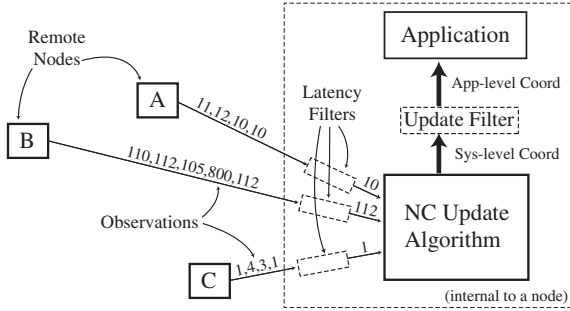 Remote
Nodes
A
B
C
11,12,10,10
110,112,105,800,112
1,4,3,1
Observations
Latency
Filters
10
112
1
Application
App-level Coord
Update Filter
Sys-level Coord
NC Update
Algorithm
(internal to a node)